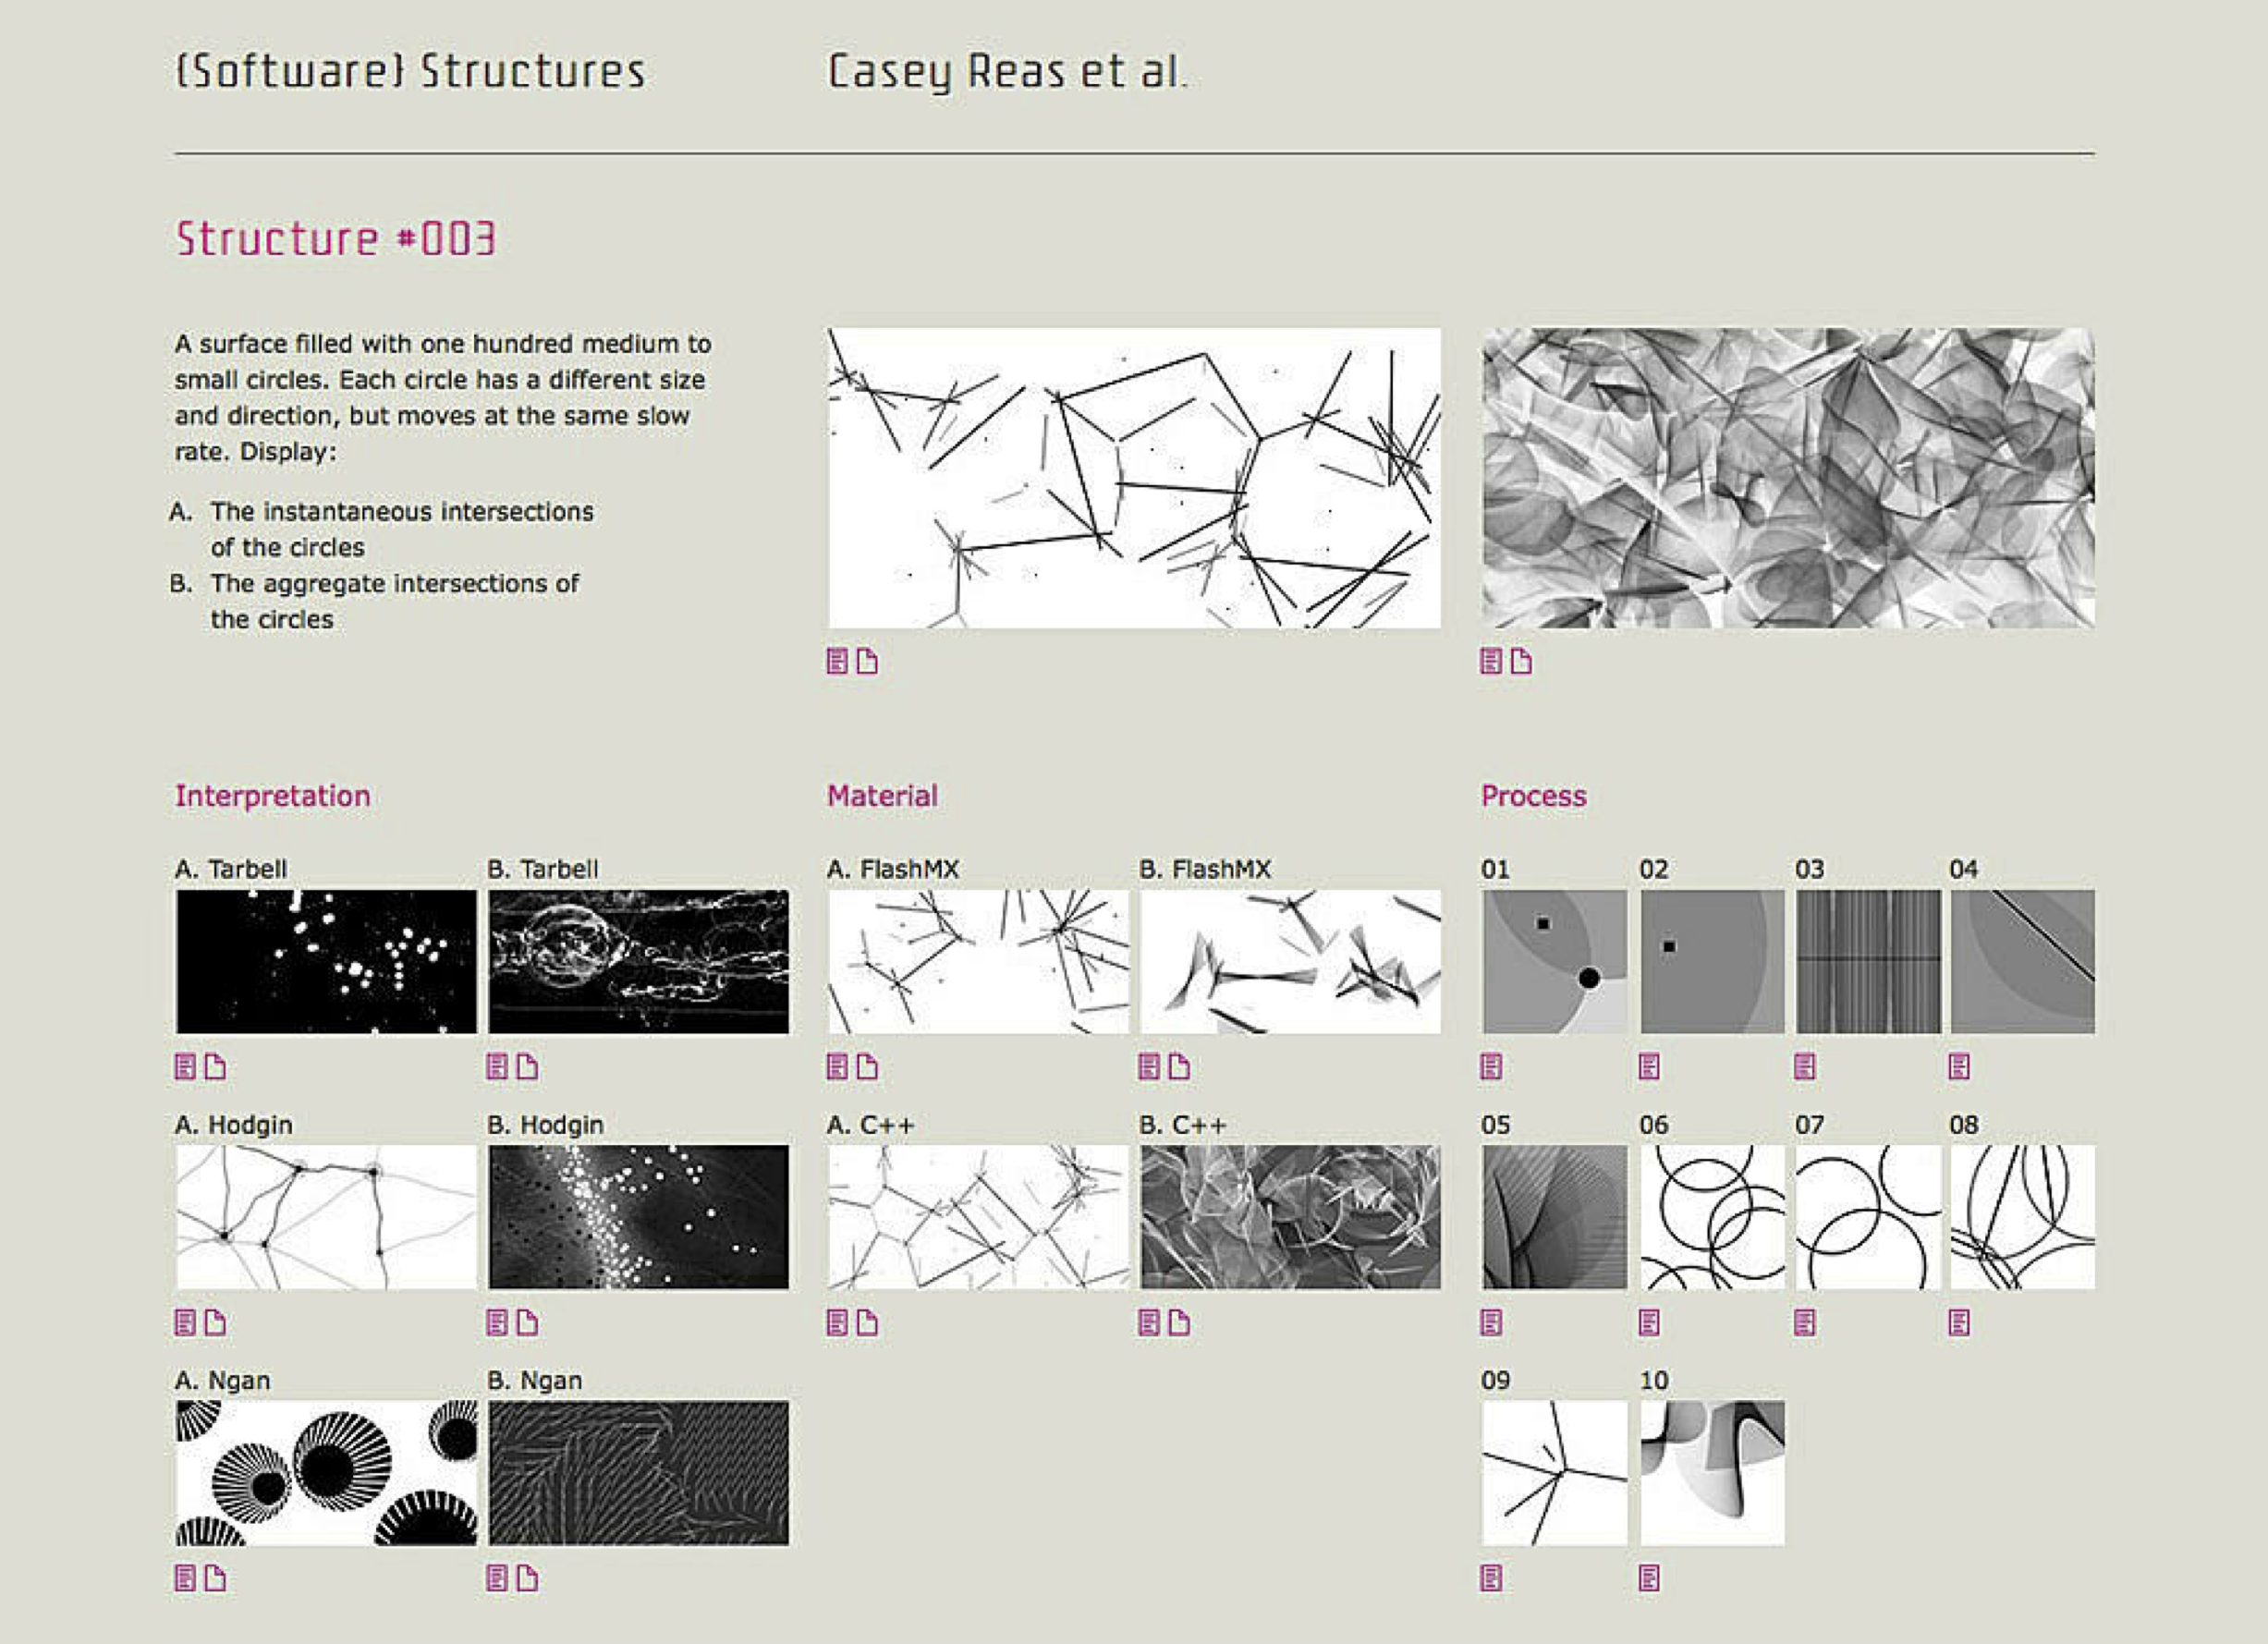 {Software} Structures
Casey Reas et al.
Structure #003
A surface filled with one hundred medium to
small circles. Each circle has a different size
and direction, but moves at the same slow
rate. Display:
A. The instantaneous intersections
of the circles
B. The aggregate intersections of
the circles
Interpretation
Material
Process
A. Tarbell
B. Tarbell
A. FlashMX
B. FlashMX
01
02
03
04
A. Hodgin
B. Hodgin
A. C++
B. C++
05
06
07
08
A. Ngan
B. Ngan
09
10